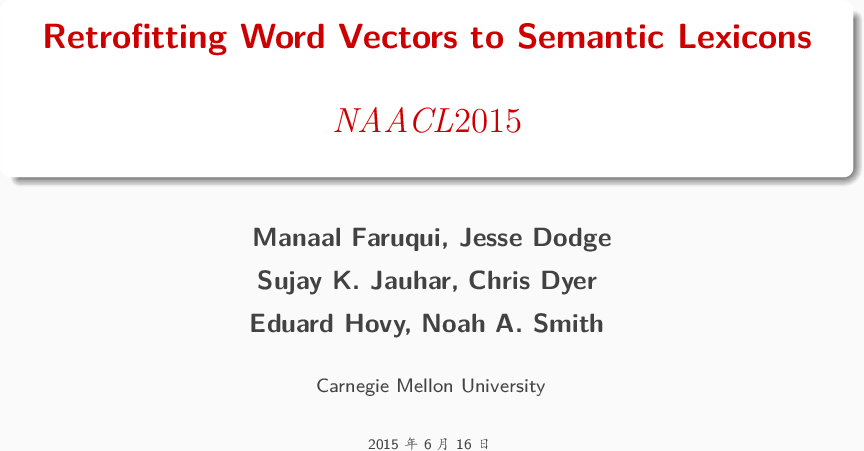 Retrofitting Word Vectors to Semantic Lexicons
NAACL2015
Manaal Faruqui, Jesse Dodge
Sujay K. Jauhar, Chris Dyer
Eduard Hovy, Noah A. Smith
Carnegie Mellon University
2015 年 6 月 16 日